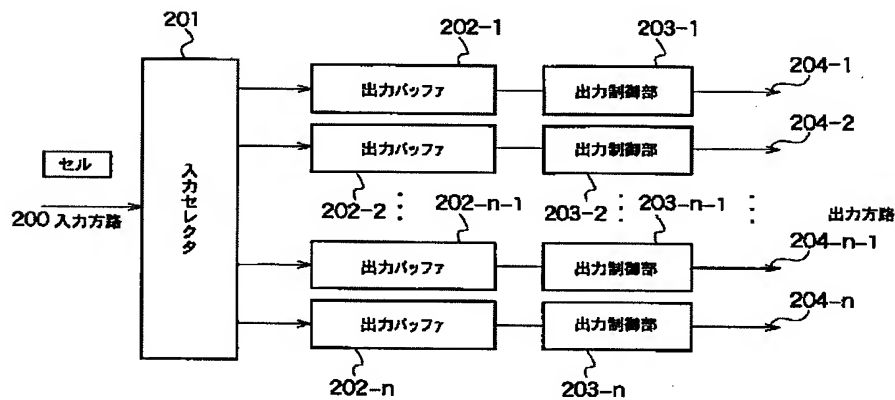 201
202-1
203-1
204-1
出力バッファ
出力制御部
204-2
セル
出力バッファ
出力制御部
入力セレクタ
200 入力方路
202-2
202-n-1
203-2
203-n-1
出力方路
204-n-1
出力バッファ
出力制御部
204-n
出力バッファ
出力制御部
202-n
203-n